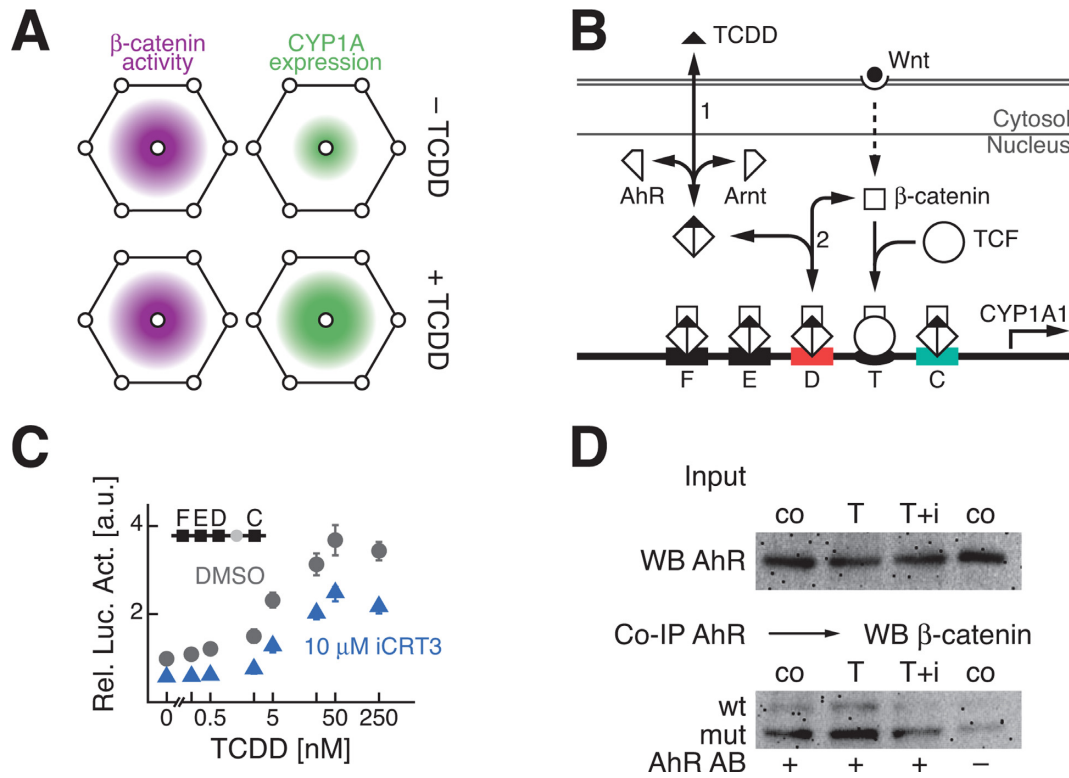 A
β-catenin
activity
CYP1A
expression
– TCDD
+ TCDD
B
TCDD
Wnt
1
Cytosol
Nucleus
AhR
Arnt
β-catenin
2
TCF
CYP1A1
F E D T C
C
Rel. Luc. Act. [a.u.]
4
2
F E D C
DMSO
10 μM iCRT3
0 0.5 5 50 250
TCDD [nM]
D
Input
co T T+i co
WB AhR
Co-IP AhR WB β-catenin
co T T+i co
wt
mut
AhR AB + + + –